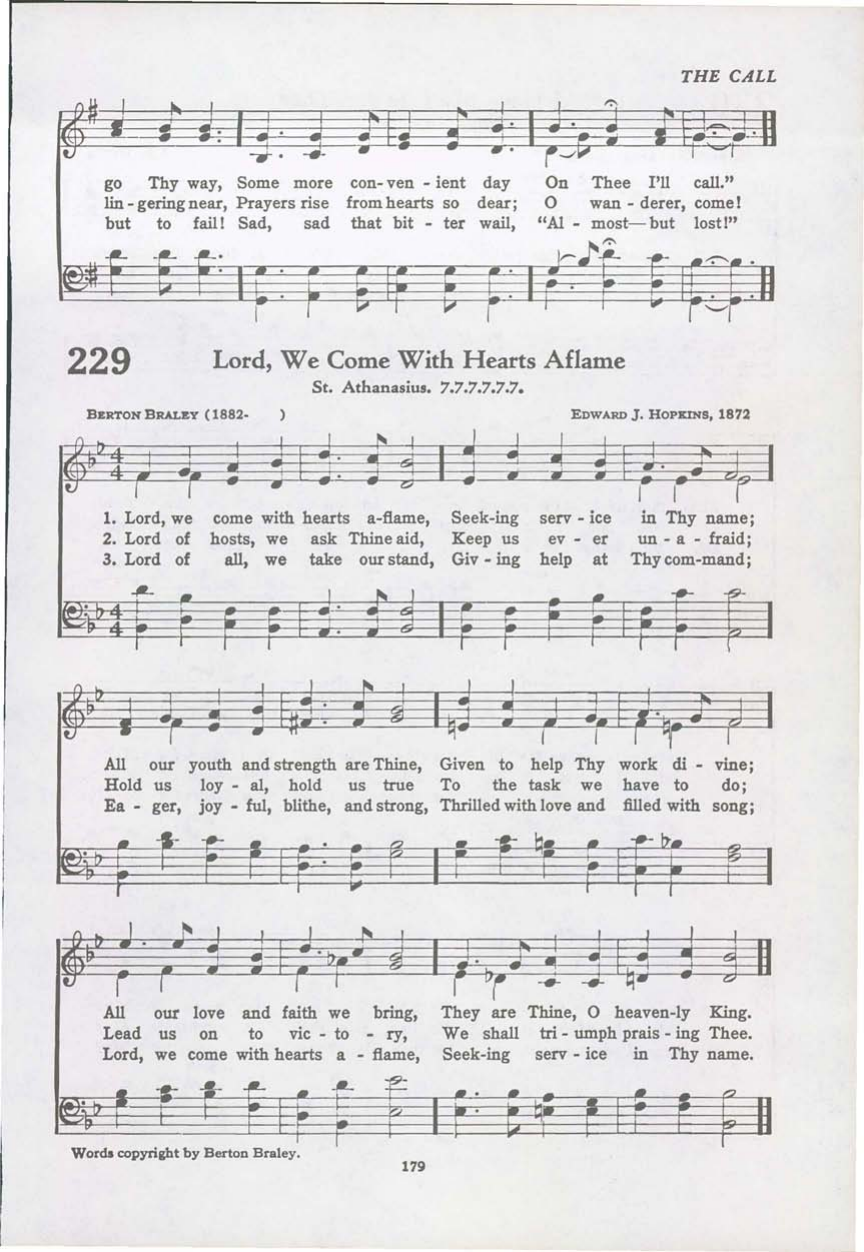 THE CALL
go Thy way, Some more con-ven - ient day On Thee I'll call."
lin - gering near, Prayers rise from hearts so dear; O wan - derer, come!
but to fail! Sad, sad that bit - ter wail, "Al - most—but lost!"
229 Lord, We Come With Hearts Aflame
St. Athanasius. 7.7.7.7.7.7.
BERTON BRALEY (1882- ) EDWARD J. HOPKINS, 1872
4
4
1. Lord, we come with hearts a-flame, Seek-ing serv - ice in Thy name;
2. Lord of hosts, we ask Thine aid, Keep us ev - er un - a - fraid;
3. Lord of all, we take our stand, Giv - ing help at Thy com-mand;
4
4
All our youth and strength are Thine, Given to help Thy work di - vine;
Hold us loy - al, hold us true To the task we have to do;
Ea - ger, joy - ful, blithe, and strong, Thrilled with love and filled with song;
All our love and faith we bring, They are Thine, O heaven-ly King.
Lead us on to vic - to - ry, We shall tri - umph prais - ing Thee.
Lord, we come with hearts a - flame, Seek-ing serv - ice in Thy name.
Words copyright by Berton Braley.
179